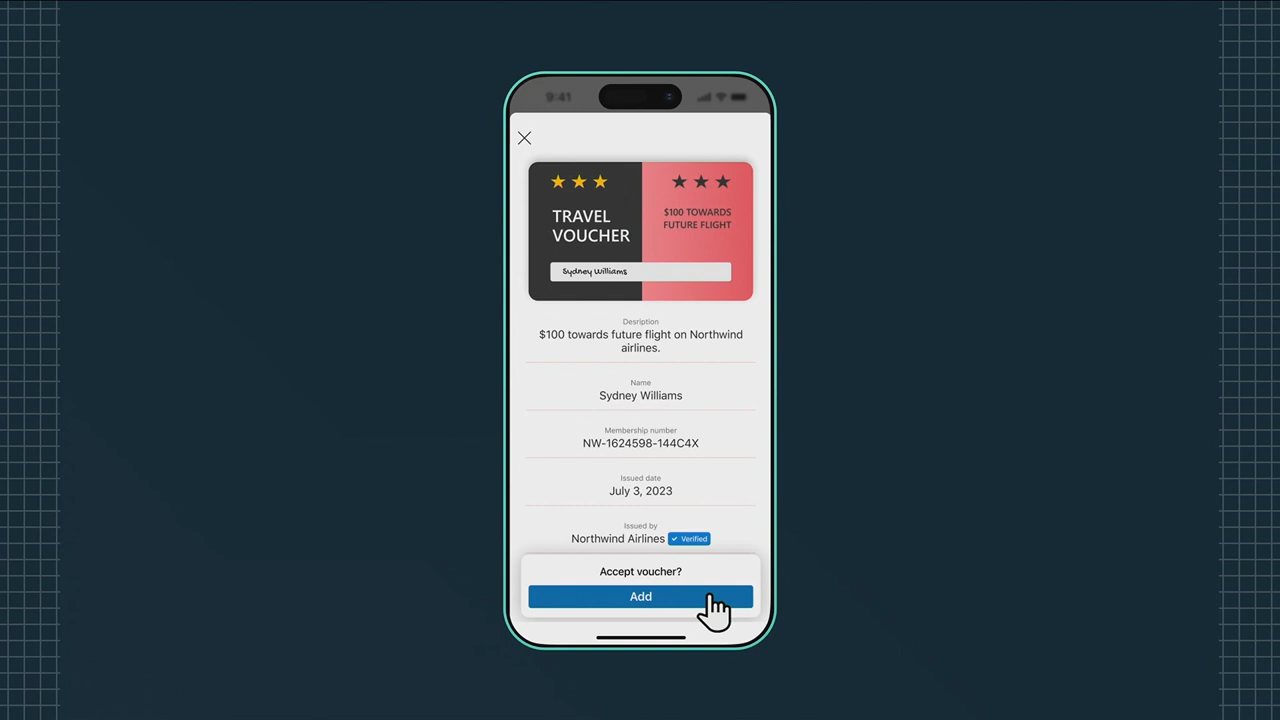 9:41
TRAVEL
VOUCHER
$100 TOWARDS
FUTURE FLIGHT
Sydney Williams
Desription
$100 towards future flight on Northwind
airlines.
Name
Sydney Williams
Membership number
NW-1624598-144C4X
Issued date
July 3, 2023
Issued by
Northwind Airlines Verified
Accept voucher?
Add